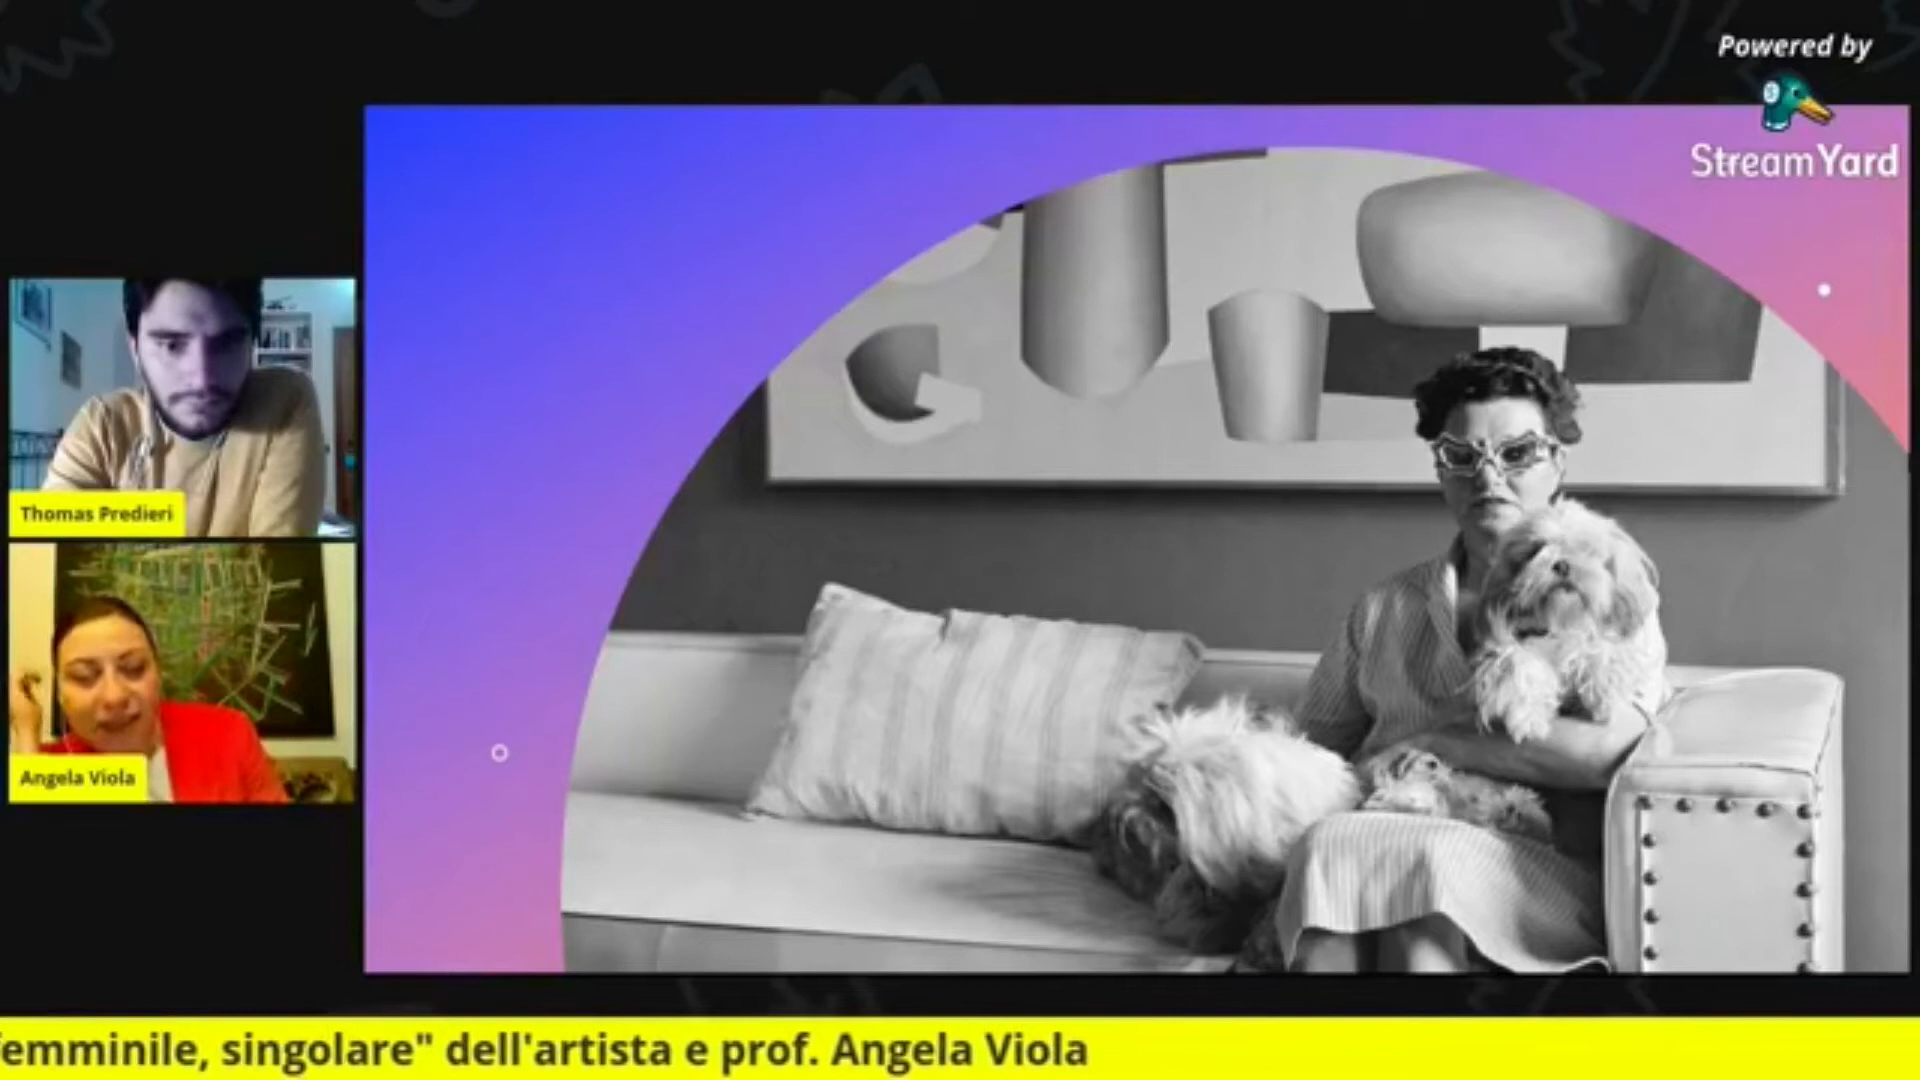 Powered by
StreamYard
Thomas Predieri
Angela Viola
femminile, singolare" dell'artista e prof. Angela Viola